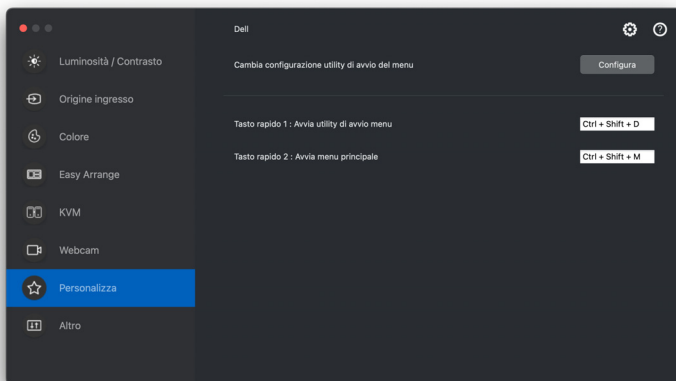 Dell
Luminosità / Contrasto
Cambia configurazione utility di avvio del menu
Configura
Origine ingresso
Tasto rapido 1 : Avvia utility di avvio menu
Ctrl + Shift + D
Colore
Tasto rapido 2 : Avvia menu principale
Ctrl + Shift + M
Easy Arrange
KVM
Webcam
Personalizza
Altro